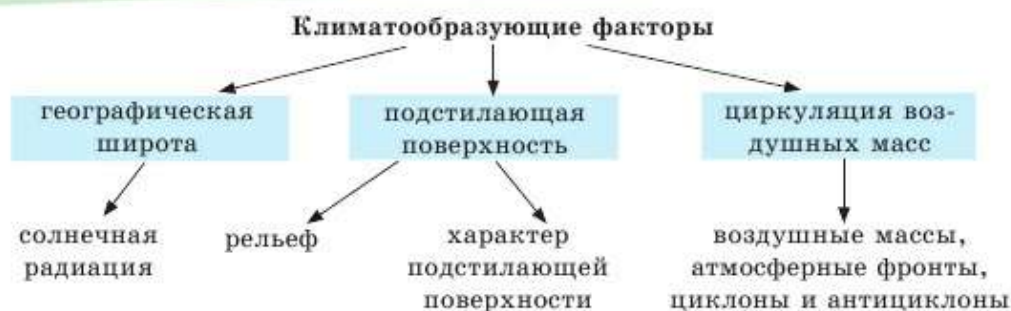 Климатообразующие факторы
географическая
широта
подстилающая
поверхность
циркуляция воз-
душных масс
солнечная
радиация
рельеф
характер
подстилающей
поверхности
воздушные массы,
атмосферные фронты,
циклоны и антициклоны